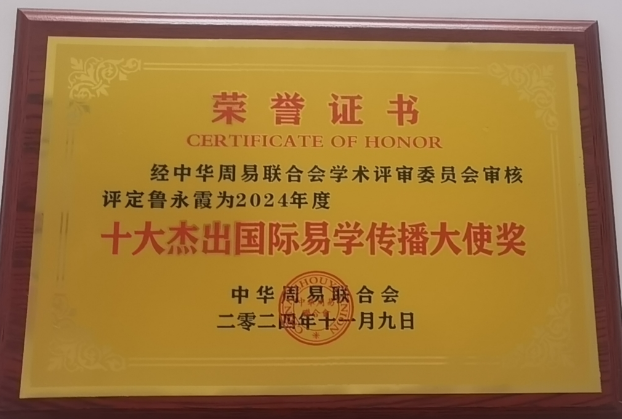 荣誉证书
CERTIFICATE OF HONOR
经中华周易联合会学术评审委员会审核
评定鲁永霞为2024年度
十大杰出国际易学传播大使奖
中华周易联合会
二零二四年十一月九日